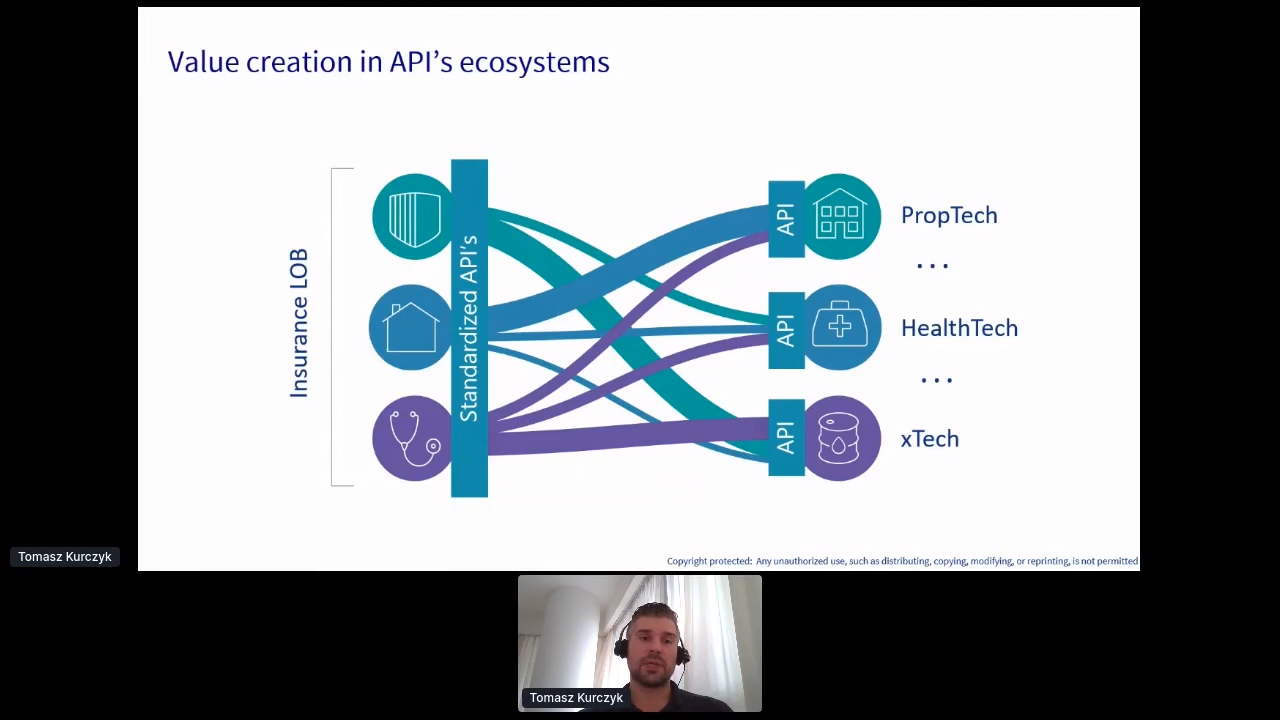 Value creation in API’s ecosystems
Insurance LOB
Standardized API’s
API
PropTech
...
API
HealthTech
...
API
xTech
Copyright protected: Any unauthorized use, such as distributing, copying, modifying, or reprinting, is not permitted
Tomasz Kurczyk
Tomasz Kurczyk